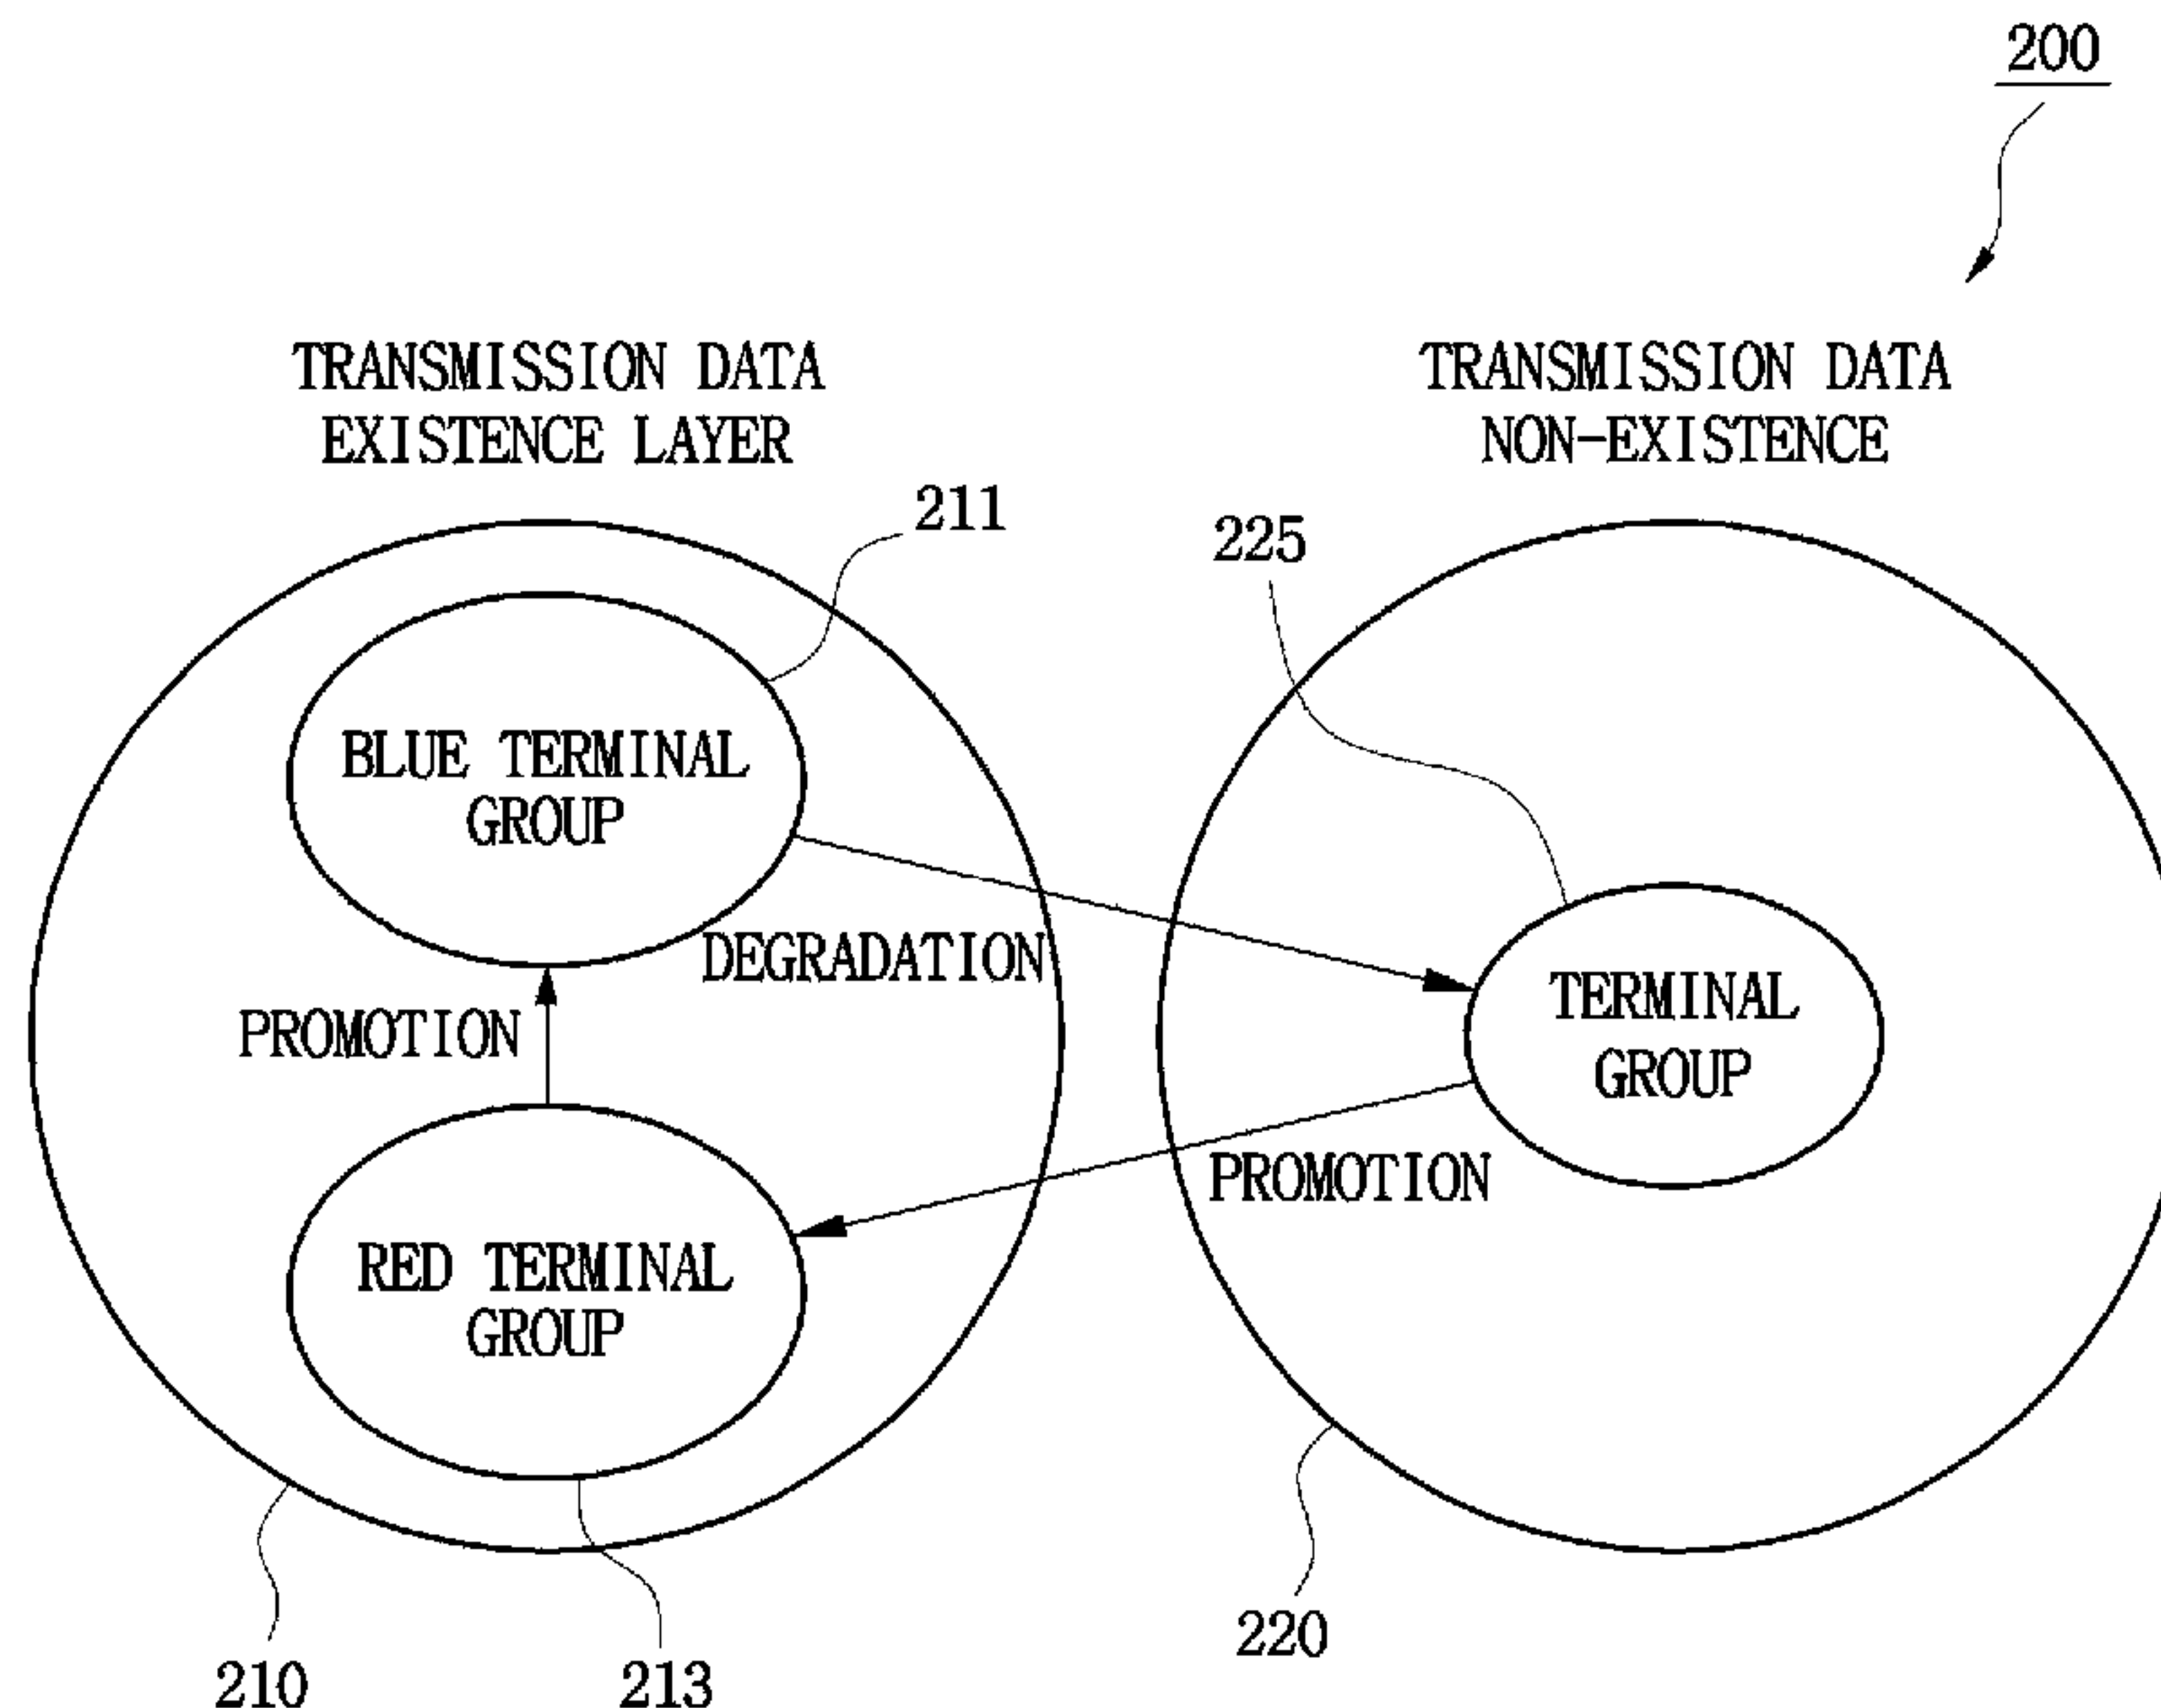 200
TRANSMISSION DATA
EXISTENCE LAYER
TRANSMISSION DATA
NON-EXISTENCE
211
225
BLUE TERMINAL
GROUP
DEGRADATION
TERMINAL
GROUP
PROMOTION
PROMOTION
RED TERMINAL
GROUP
210
213
220